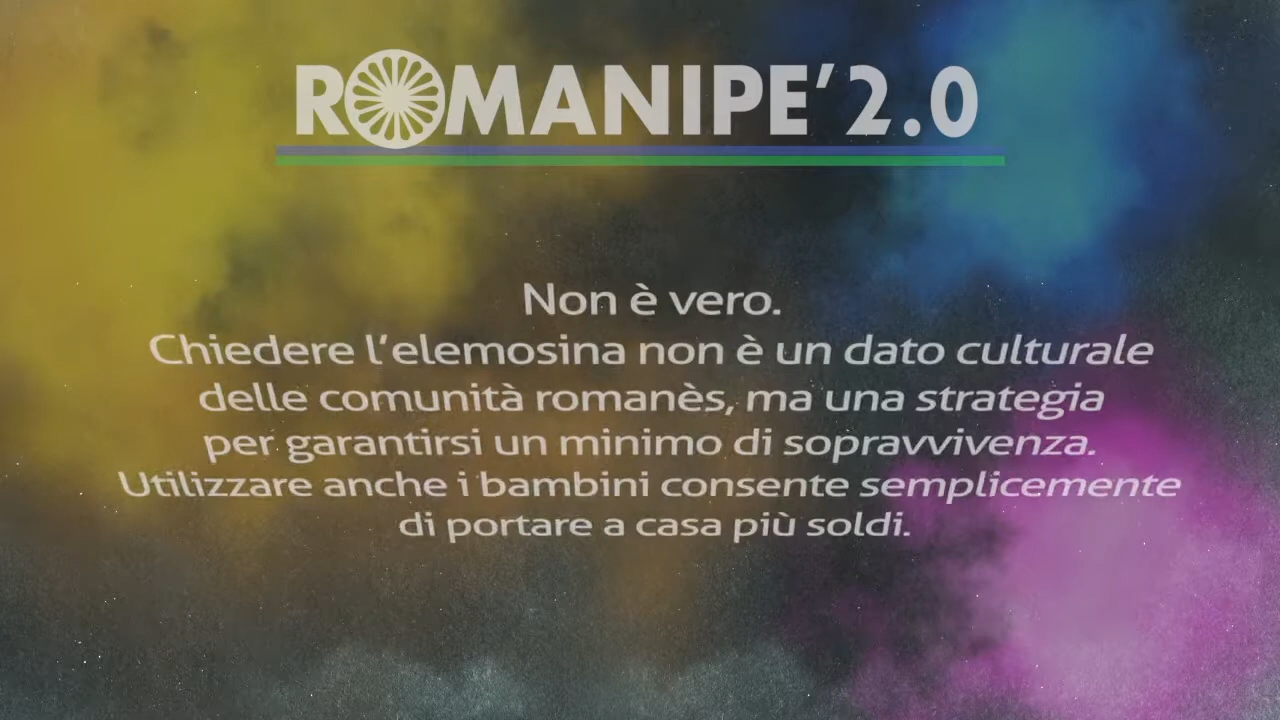 ROMANIPE'2.0
Non è vero.
Chiedere l'elemosina non è un dato culturale
delle comunità romanès, ma una strategia
per garantirsi un minimo di sopravvivenza.
Utilizzare anche i bambini consente semplicemente
di portare a casa più soldi.